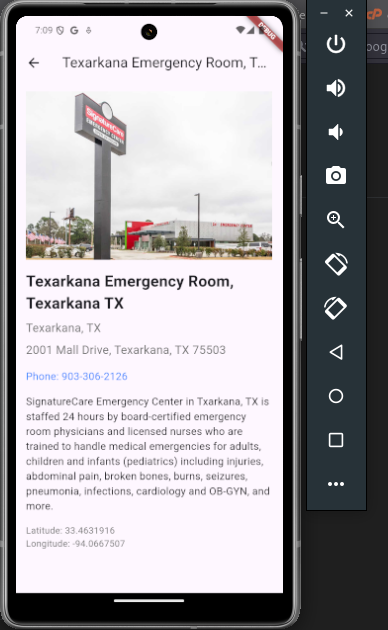 7:09
DEBUG
Texarkana Emergency Room, T...
SignatureCare
EMERGENCY CENTER
Texarkana Emergency Room,
Texarkana TX
Texarkana, TX
2001 Mall Drive, Texarkana, TX 75503
Phone: 903-306-2126
SignatureCare Emergency Center in Txarkana, TX is
staffed 24 hours by board-certified emergency
room physicians and licensed nurses who are
trained to handle medical emergencies for adults,
children and infants (pediatrics) including injuries,
abdominal pain, broken bones, burns, seizures,
pneumonia, infections, cardiology and OB-GYN, and
more.
Latitude: 33.4631916
Longitude: -94.0667507